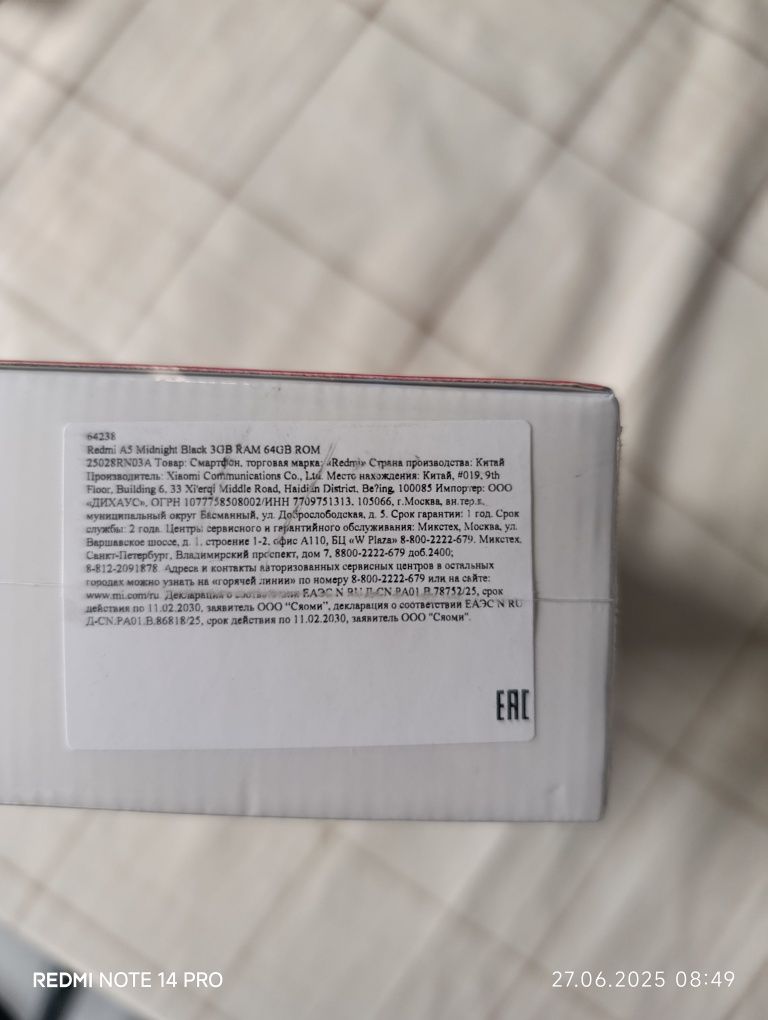 64238
Redmi A5 Midnight Black 3GB RAM 64GB ROM
25028RN03A Товар: Смартфон, торговая марка: «Redmi» Страна производства: Китай
Производитель: Xiaomi Communications Co., Ltd. Место нахождения: Китай, #019, 9th
Floor, Building 6, 33 Xi'erqi Middle Road, Haidian District, Beijing, 100085 Импортер: ООО
«ДИХАУС», ОГРН 1077758508002/ИНН 7709751313, 105066, г.Москва, вн.тер.г.,
муниципальный округ Басманный, ул. Доброслободская, д. 5. Срок гарантии: 1 год. Срок
службы: 2 года. Центры сервисного и гарантийного обслуживания: Микстех, Москва, ул.
Варшавское шоссе, д. 1, строение 1-2, офис А110, БЦ «W Plaza» 8-800-2222-679. Микстех,
Санкт-Петербург, Владимирский проспект, дом 7, 8800-2222-679 доб.2400;
8-812-2091878. Адреса и контакты авторизованных сервисных центров в остальных
городах можно узнать на «горячей линии» по номеру 8-800-2222-679 или на сайте:
www.mi.com/ru. Декларация о соответствии ЕАЭС N RU Д-CN.РА01.В.78752/25, срок
действия по 11.02.2030, заявитель ООО "Сяоми", декларация о соответствии ЕАЭС N RU
Д-CN.РА01.В.86818/25, срок действия по 11.02.2030, заявитель ООО "Сяоми".
EAC
REDMI NOTE 14 PRO
27.06.2025 08:49